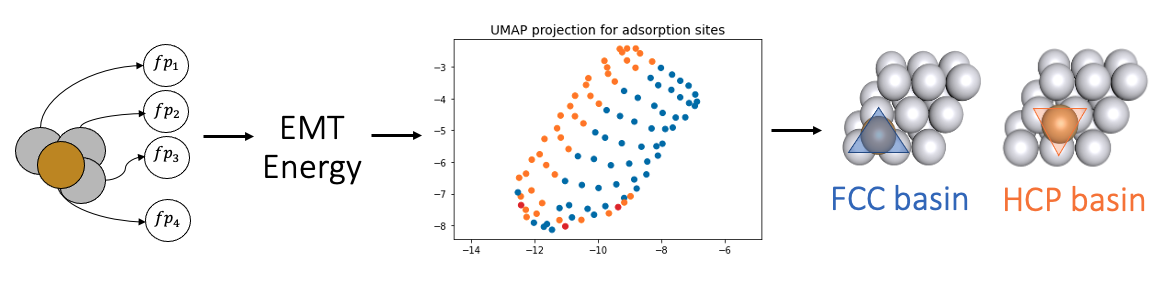 fp1
fp2
fp3
fp4
EMT
Energy
UMAP projection for adsorption sites
−3
−4
−5
−6
−7
−8
−14
−12
−10
−8
−6
FCC basin
HCP basin